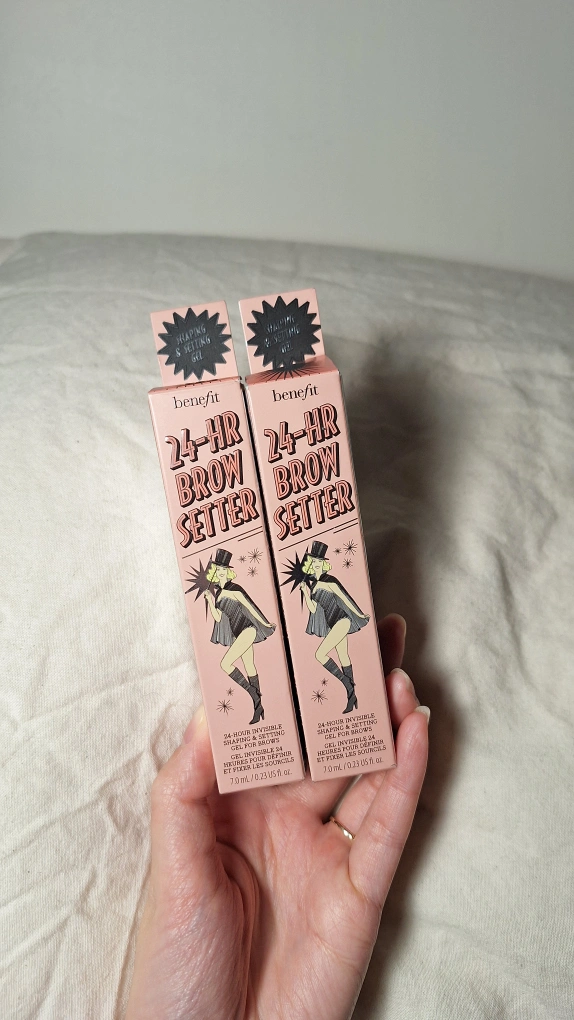 SHAPING
& SETTING
GEL
benefit
24-HR
BROW
SETTER
24-HOUR INVISIBLE
SHAPING & SETTING
GEL FOR BROWS
GEL INVISIBLE 24
HEURES POUR DÉFINIR
ET FIXER LES SOURCILS
7.0 mL / 0.23 US fl. oz.
SHAPING
& SETTING
GEL
benefit
24-HR
BROW
SETTER
24-HOUR INVISIBLE
SHAPING & SETTING
GEL FOR BROWS
GEL INVISIBLE 24
HEURES POUR DÉFINIR
ET FIXER LES SOURCILS
7.0 mL / 0.23 US fl. oz.